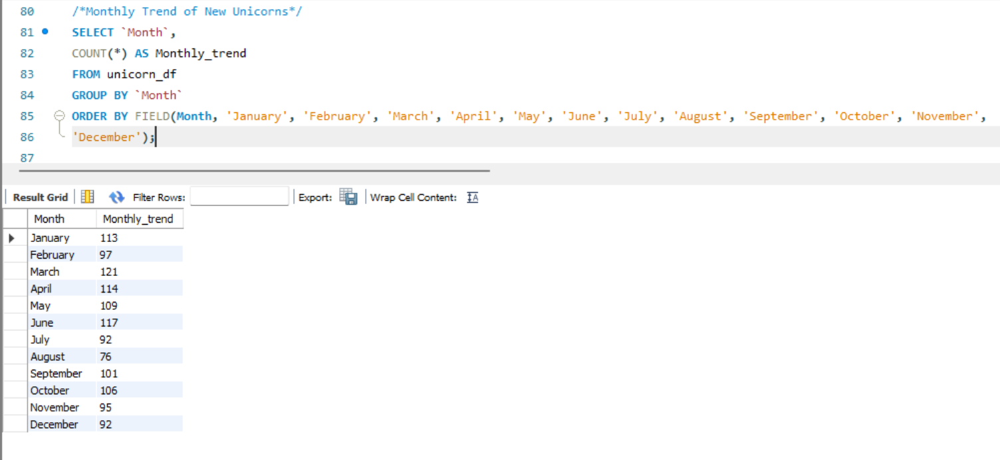 80 /*Monthly Trend of New Unicorns*/
81 SELECT `Month`,
82 COUNT(*) AS Monthly_trend
83 FROM unicorn_df
84 GROUP BY `Month`
85 ORDER BY FIELD(Month, 'January', 'February', 'March', 'April', 'May', 'June', 'July', 'August', 'September', 'October', 'November',
86 'December');
87
Result Grid Filter Rows: Export: Wrap Cell Content: IA
Month Monthly_trend
January 113
February 97
March 121
April 114
May 109
June 117
July 92
August 76
September 101
October 106
November 95
December 92